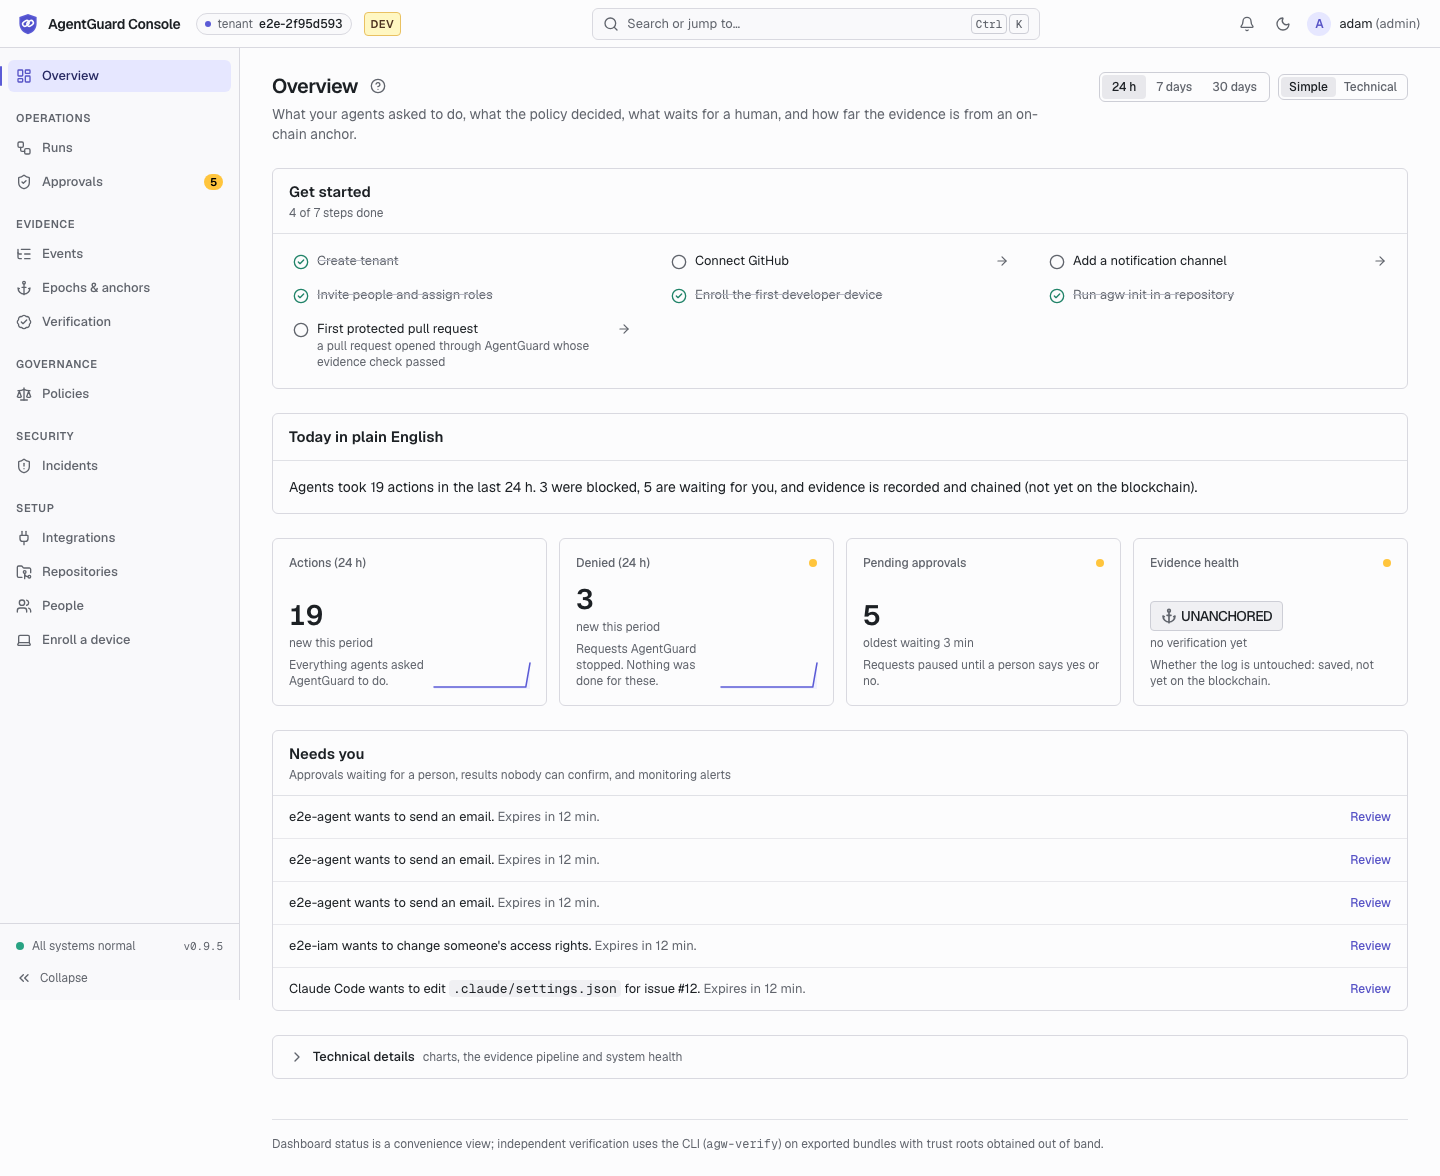 AgentGuard Console
tenant e2e-2f95d593
DEV
Search or jump to...
Ctrl K
A
adam (admin)
Overview
OPERATIONS
Runs
Approvals
5
EVIDENCE
Events
Epochs & anchors
Verification
GOVERNANCE
Policies
SECURITY
Incidents
SETUP
Integrations
Repositories
People
Enroll a device
All systems normal
v0.9.5
Collapse
Overview
24 h
7 days
30 days
Simple
Technical
What your agents asked to do, what the policy decided, what waits for a human, and how far the evidence is from an on-
chain anchor.
Get started
4 of 7 steps done
Create tenant
Connect GitHub
Add a notification channel
Invite people and assign roles
Enroll the first developer device
Run agw init in a repository
First protected pull request
a pull request opened through AgentGuard whose
evidence check passed
Today in plain English
Agents took 19 actions in the last 24 h. 3 were blocked, 5 are waiting for you, and evidence is recorded and chained (not yet on the blockchain).
Actions (24 h)
19
new this period
Everything agents asked
AgentGuard to do.
Denied (24 h)
3
new this period
Requests AgentGuard
stopped. Nothing was
done for these.
Pending approvals
5
oldest waiting 3 min
Requests paused until a person says yes or
no.
Evidence health
UNANCHORED
no verification yet
Whether the log is untouched: saved, not
yet on the blockchain.
Needs you
Approvals waiting for a person, results nobody can confirm, and monitoring alerts
e2e-agent wants to send an email. Expires in 12 min.
Review
e2e-agent wants to send an email. Expires in 12 min.
Review
e2e-agent wants to send an email. Expires in 12 min.
Review
e2e-iam wants to change someone's access rights. Expires in 12 min.
Review
Claude Code wants to edit .claude/settings.json for issue #12. Expires in 12 min.
Review
Technical details charts, the evidence pipeline and system health
Dashboard status is a convenience view; independent verification uses the CLI (agw-verify) on exported bundles with trust roots obtained out of band.